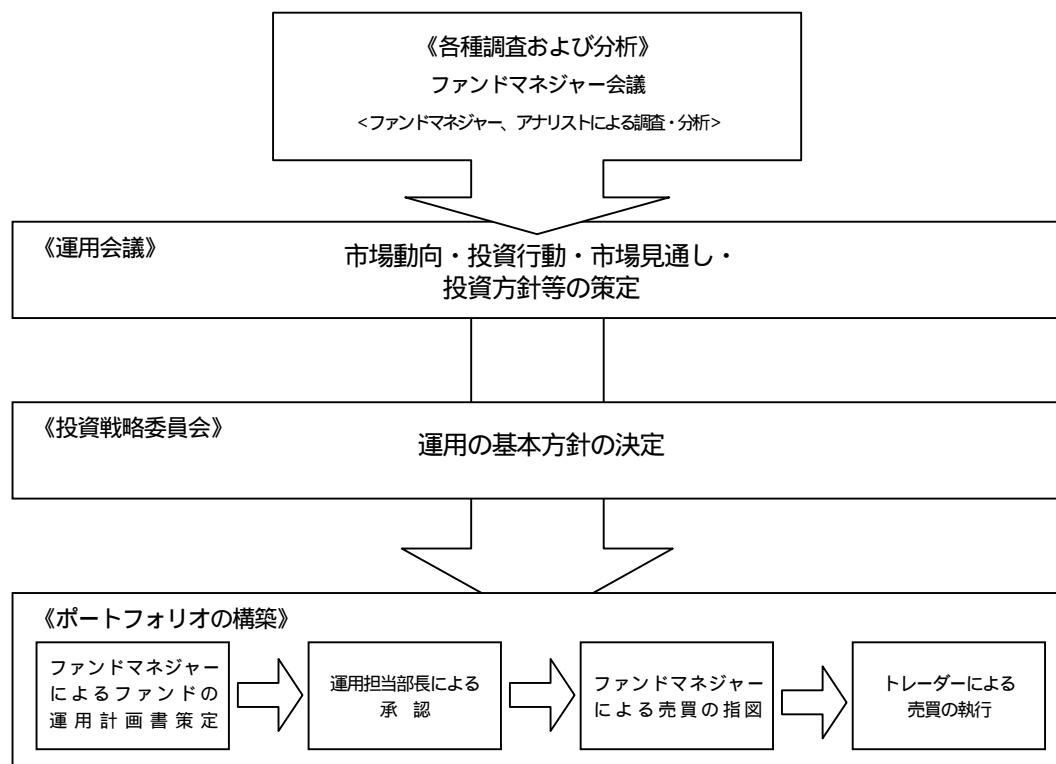 《各種調査および分析》
ファンドマネジャー会議
<ファンドマネジャー、アナリストによる調査・分析>
《運用会議》
市場動向・投資行動・市場見通し・
投資方針等の策定
《投資戦略委員会》
運用の基本方針の決定
《ポートフォリオの構築》
ファンドマネジャー
によるファンドの
運用計画書策定
運用担当部長による
承 認
ファンドマネジャー
による売買の指図
トレーダーによる
売買の執行